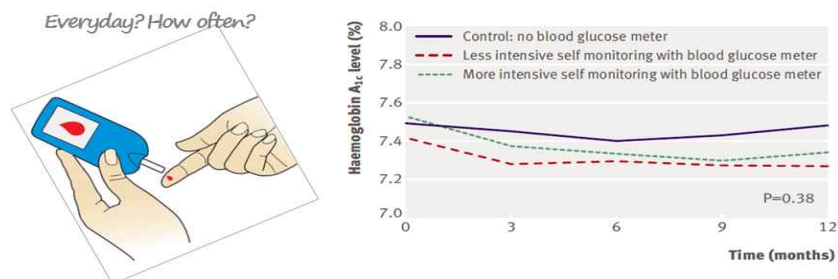 Everyday? How often?
Haemoglobin A1c level (%)
8.0
7.8
7.6
7.4
7.2
7.0
Control: no blood glucose meter
Less intensive self monitoring with blood glucose meter
More intensive self monitoring with blood glucose meter
P=0.38
0 3 6 9 12
Time (months)